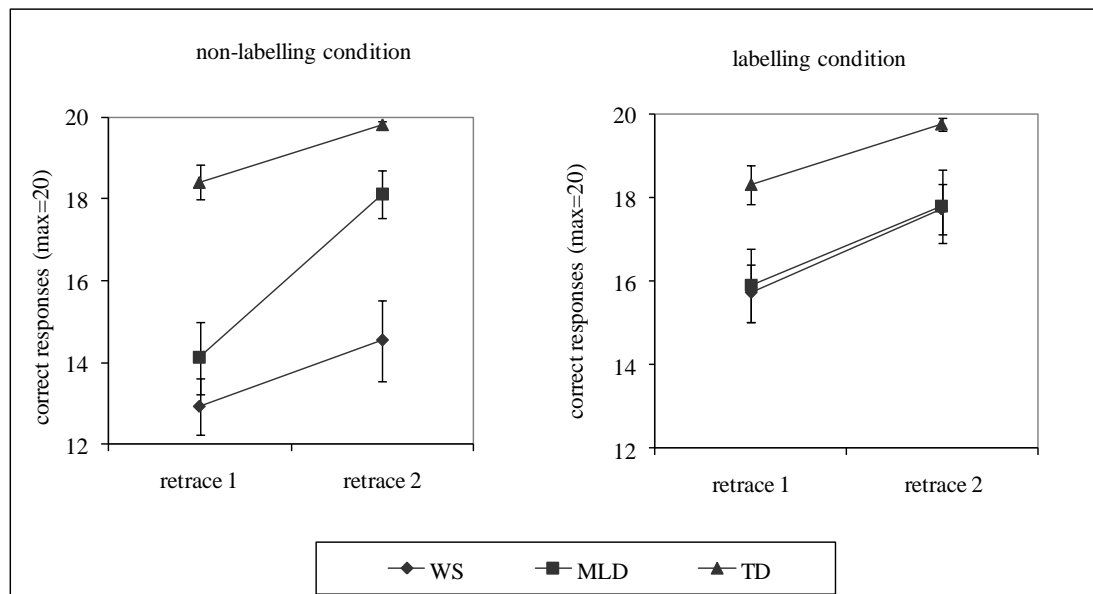 non-labelling condition
correct responses (max=20)
20
18
16
14
12
retrace 1 retrace 2
labelling condition
correct responses (max=20)
20
18
16
14
12
retrace 1 retrace 2
WS MLD TD